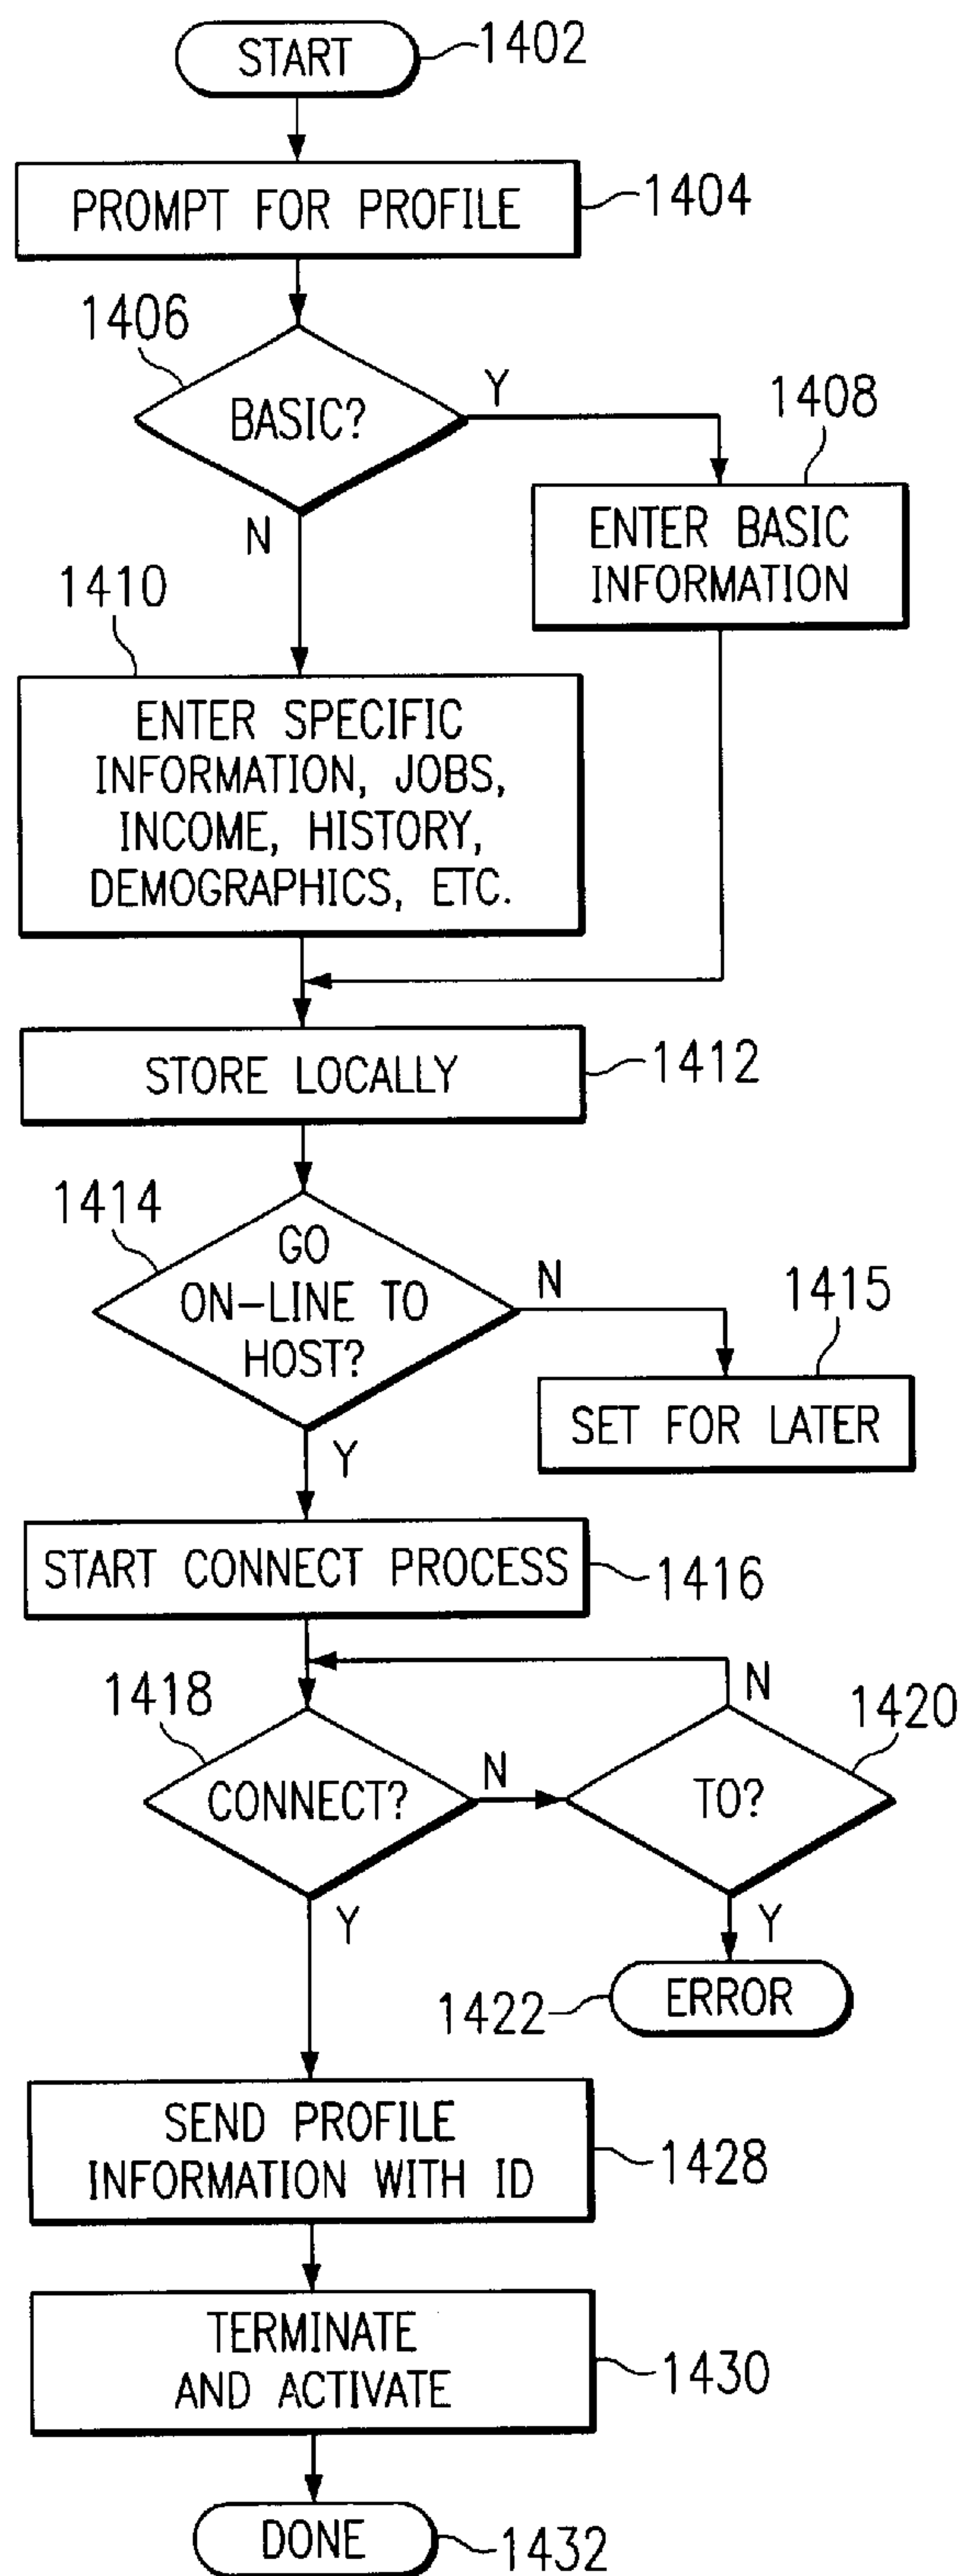 START
1402
PROMPT FOR PROFILE
1404
1406
BASIC?
Y
N
1408
ENTER BASIC
INFORMATION
1410
ENTER SPECIFIC
INFORMATION, JOBS,
INCOME, HISTORY,
DEMOGRAPHICS, ETC.
STORE LOCALLY
1412
1414
GO
ON-LINE TO
HOST?
N
Y
1415
SET FOR LATER
START CONNECT PROCESS
1416
1418
CONNECT?
N
Y
1420
TO?
N
Y
1422
ERROR
SEND PROFILE
INFORMATION WITH ID
1428
TERMINATE
AND ACTIVATE
1430
DONE
1432